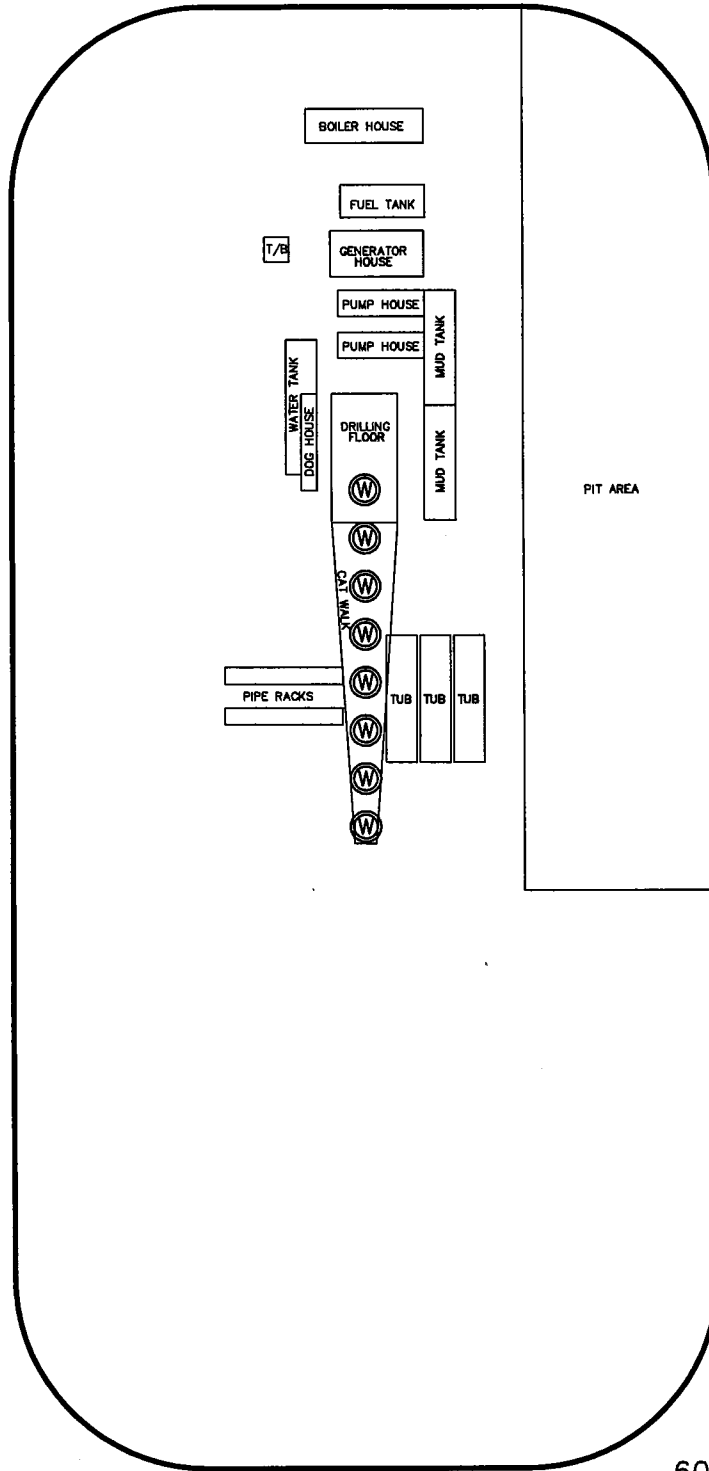 BOILER HOUSE
FUEL TANK
T/B
GENERATOR
HOUSE
PUMP HOUSE
PUMP HOUSE
MUD TANK
WATER TANK
DOG HOUSE
DRILLING
FLOOR
MUD TANK
PIT AREA
W
W
CAT WALK
W
W
W
W
W
W
PIPE RACKS
TUB
TUB
TUB
60